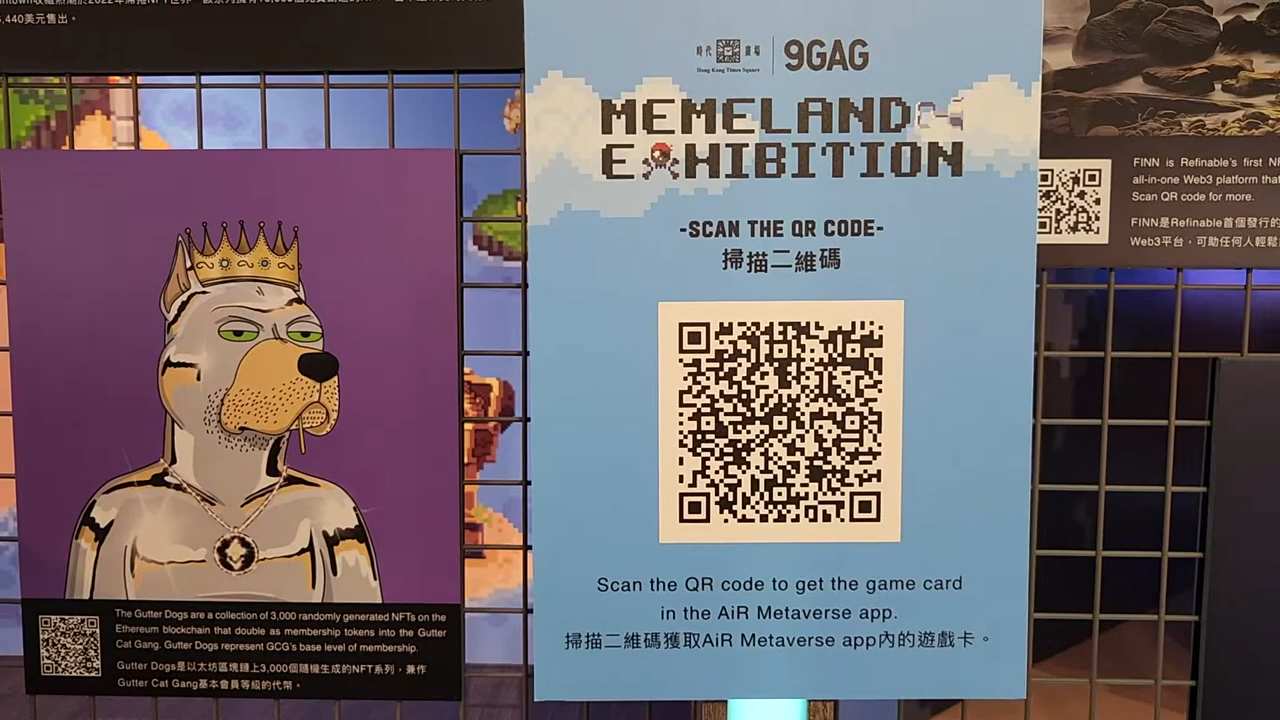 ,440美元售出。
時代 廣場
Hong Kong Times Square
9GAG
MEMELAND
EXHIBITION
-SCAN THE QR CODE-
掃描二維碼
Scan the QR code to get the game card
in the AiR Metaverse app.
掃描二維碼獲取AiR Metaverse app內的遊戲卡。
The Gutter Dogs are a collection of 3,000 randomly generated NFTs on the
Ethereum blockchain that double as membership tokens into the Gutter
Cat Gang. Gutter Dogs represent GCG's base level of membership.
Gutter Dogs是以太坊區塊鏈上3,000個隨機生成的NFT系列，兼作
Gutter Cat Gang基本會員等級的代幣。
FINN is Refinable's first
all-in-one Web3 platform that
Scan QR code for more.
FINN是Refinable首個發行的
Web3平台，可助任何人輕鬆